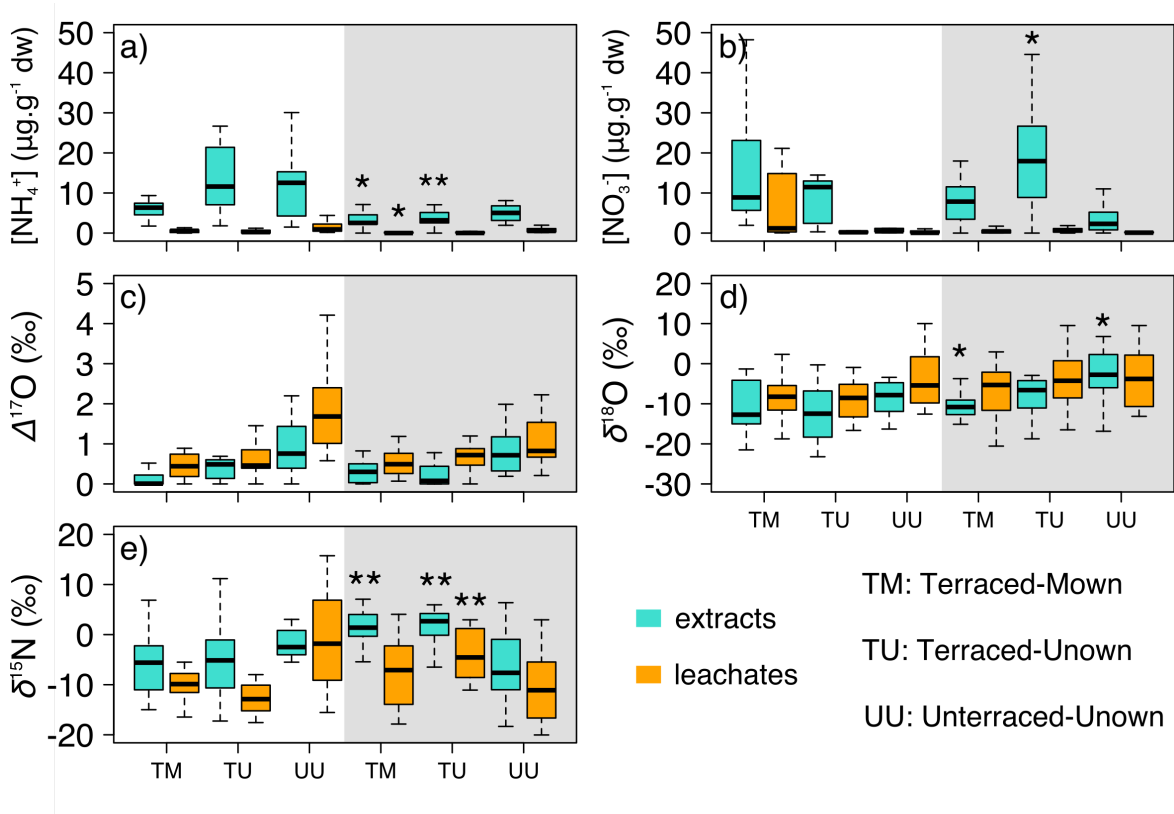 [NH₄⁺] (µg.g⁻¹ dw)
50
40
30
20
10
0
a)
*
*
**
[NO₃⁻] (µg.g⁻¹ dw)
50
40
30
20
10
0
b)
*
Δ¹⁷O (‰)
5
4
3
2
1
0
c)
δ¹⁸O (‰)
20
10
0
-10
-20
-30
d)
*
*
TM TU UU TM TU UU
δ¹⁵N (‰)
20
10
0
-10
-20
e)
**
**
**
TM TU UU TM TU UU
extracts
leachates
TM: Terraced-Mown
TU: Terraced-Unown
UU: Unterraced-Unown